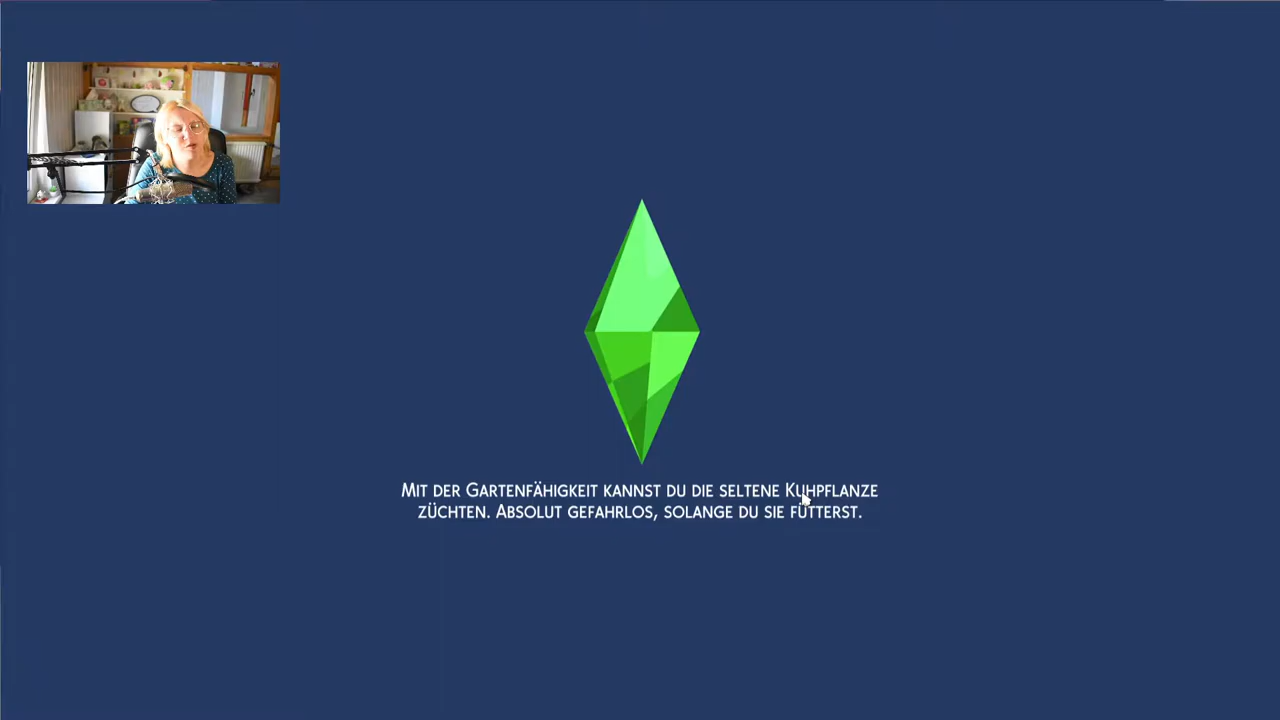 Mit der Gartenfähigkeit kannst du die seltene Kuhpflanze
züchten. Absolut gefahrlos, solange du sie fütterst.